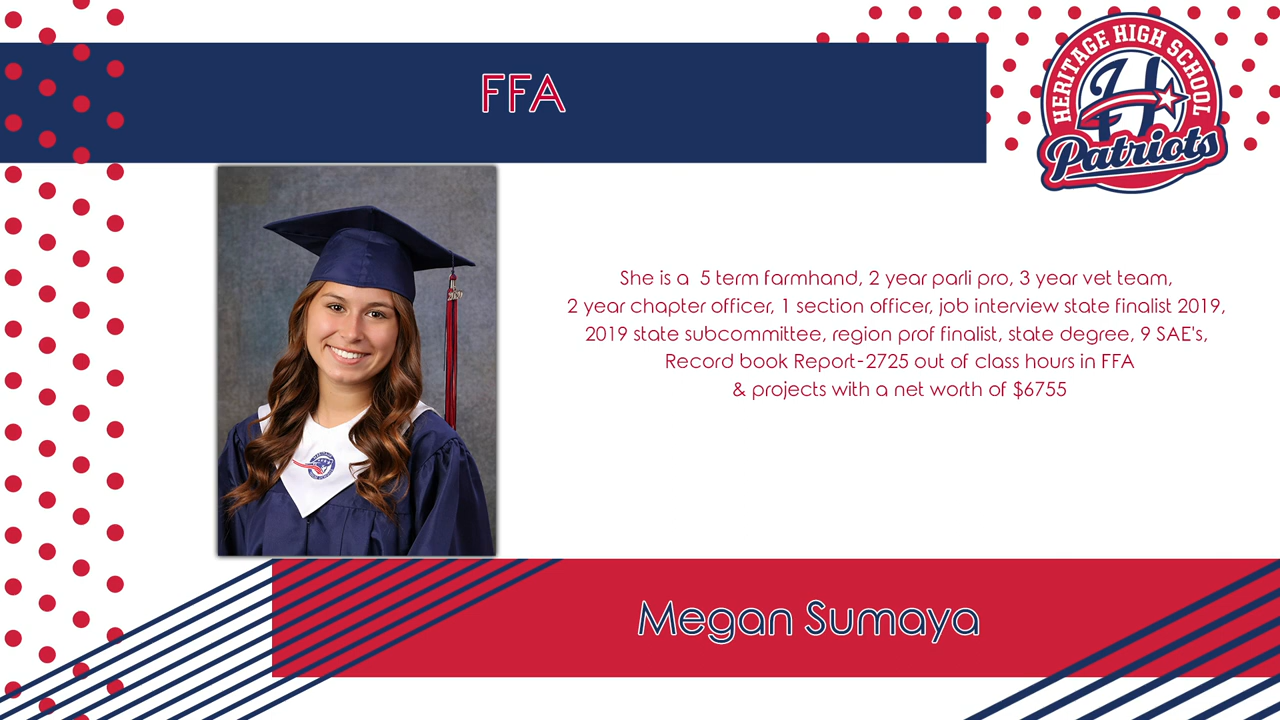 FFA
HERITAGE HIGH SCHOOL
H
Patriots
She is a  5 term farmhand, 2 year parli pro, 3 year vet team,
2 year chapter officer, 1 section officer, job interview state finalist 2019,
2019 state subcommittee, region prof finalist, state degree, 9 SAE's,
Record book Report-2725 out of class hours in FFA
& projects with a net worth of $6755
Megan Sumaya